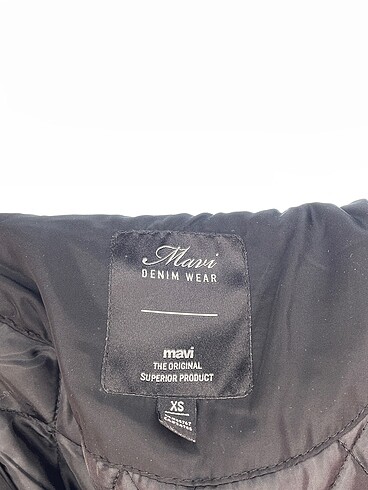 Mavi
DENIM WEAR
mavi
THE ORIGINAL
SUPERIOR PRODUCT
XS